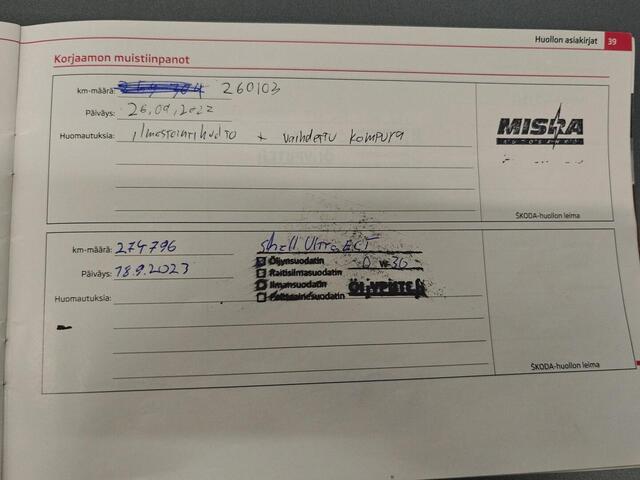 Huollon asiakirjat 39
Korjaamon muistiinpanot
km-määrä: 260103
Päiväys: 26.09.2022
Huomautuksia: ilmastointihuolto + vaihdettu kompura
MISRA
ŠKODA-huollon leima
km-määrä: 274796 Shell Ultra ECT
Öljynsuodatin 0 W 30
Päiväys: 18.9.2023 Raitisilmasuodatin
Ilmansuodatin
Huomautuksia: Polttoainesuodatin
ŠKODA-huollon leima